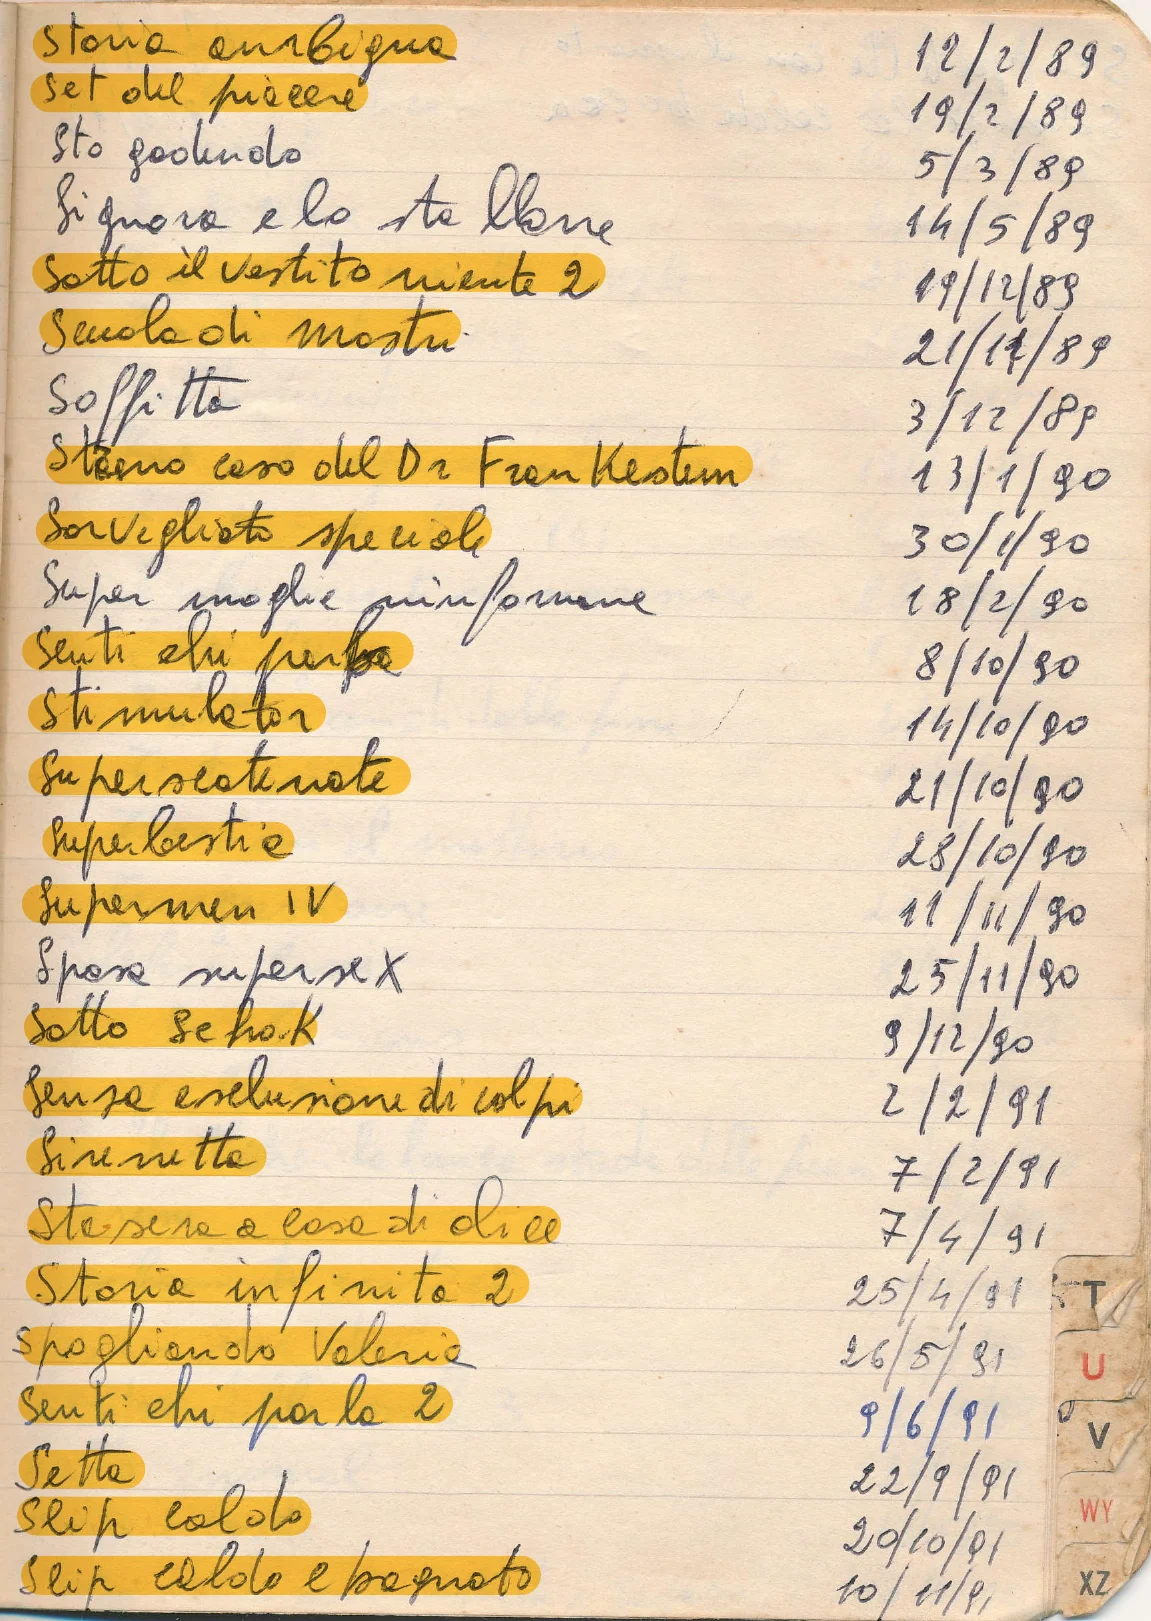 Storia ambigua 12/2/89
Set del piacere 19/2/89
Sto godendo 5/3/89
Signora e lo stallone 14/5/89
Sotto il vestito niente 2 19/12/89
Scuola di mostri 21/11/89
Soffitta 3/12/89
Strano caso del Dr Frankestein 13/1/90
Sorvegliato speciale 30/1/90
Super moglie ninfomane 18/2/90
Senti chi parla 8/10/90
Stimulator 14/10/90
Superscatenate 21/10/90
Superbestia 28/10/90
Supermen IV 11/11/90
Sposa supersex 25/11/90
Sotto schok 9/12/90
Senza esclusione di colpi 2/2/91
Sirenetta 7/2/91
Stasera a casa di alice 7/4/91
Storia infinita 2 25/4/91
Spogliando Valeria 26/5/91
Senti chi parla 2 9/6/91
Setta 22/9/91
Slip caldo 20/10/91
Slip caldo e bagnato 10/11/91
T
U
V
WY
XZ